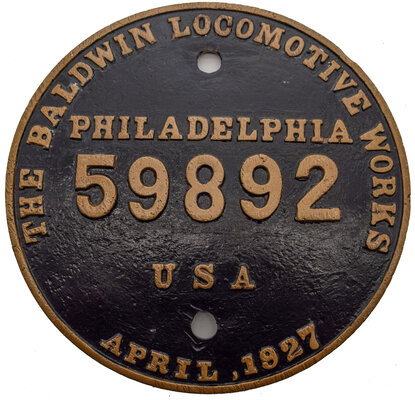 THE BALDWIN LOCOMOTIVE WORKS
PHILADELPHIA
59892
USA
APRIL, 1927